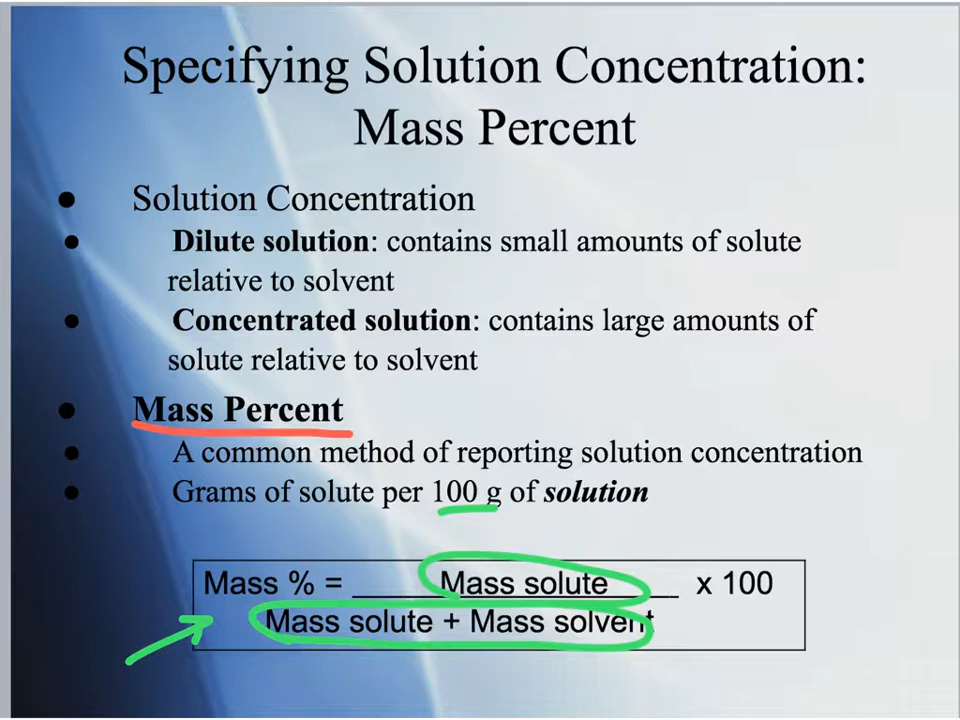 Specifying Solution Concentration:
Mass Percent
● Solution Concentration
● Dilute solution: contains small amounts of solute
relative to solvent
● Concentrated solution: contains large amounts of
solute relative to solvent
● Mass Percent
● A common method of reporting solution concentration
● Grams of solute per 100 g of solution
Mass % = ______Mass solute_____ x 100
Mass solute + Mass solvent